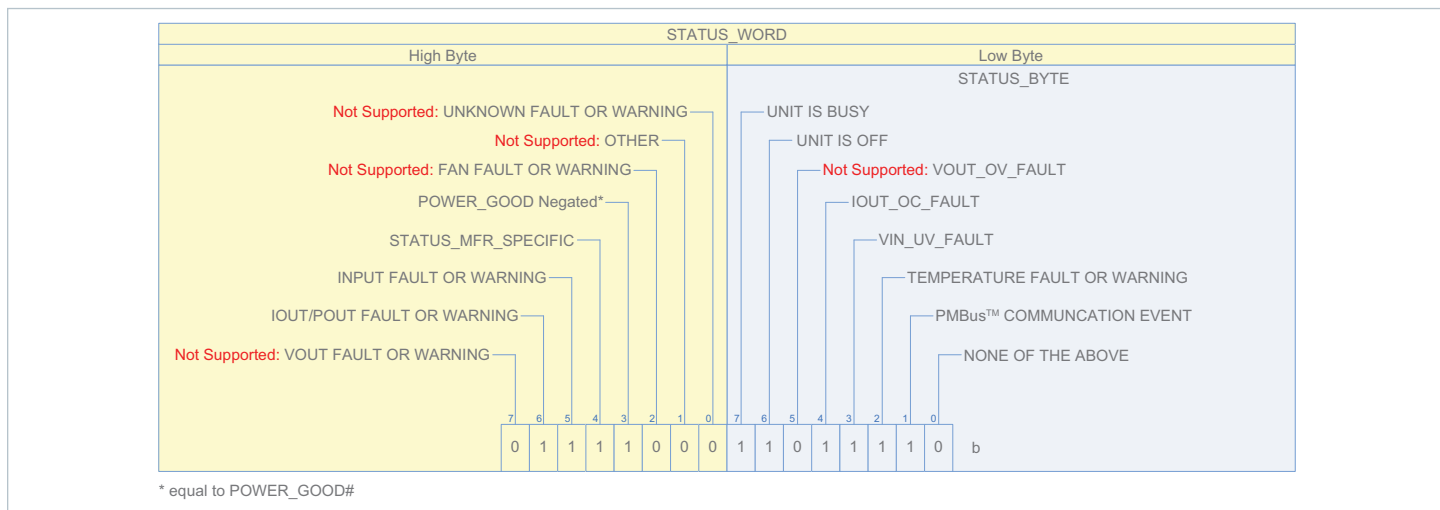 STATUS_WORD
High Byte Low Byte
STATUS_BYTE
Not Supported: UNKNOWN FAULT OR WARNING UNIT IS BUSY
Not Supported: OTHER UNIT IS OFF
Not Supported: FAN FAULT OR WARNING Not Supported: VOUT_OV_FAULT
POWER_GOOD Negated* IOUT_OC_FAULT
STATUS_MFR_SPECIFIC VIN_UV_FAULT
INPUT FAULT OR WARNING TEMPERATURE FAULT OR WARNING
IOUT/POUT FAULT OR WARNING PMBus™ COMMUNCATION EVENT
Not Supported: VOUT FAULT OR WARNING NONE OF THE ABOVE
7 6 5 4 3 2 1 0 7 6 5 4 3 2 1 0
0 1 1 1 1 0 0 0 1 1 0 1 1 1 1 0 b
* equal to POWER_GOOD#